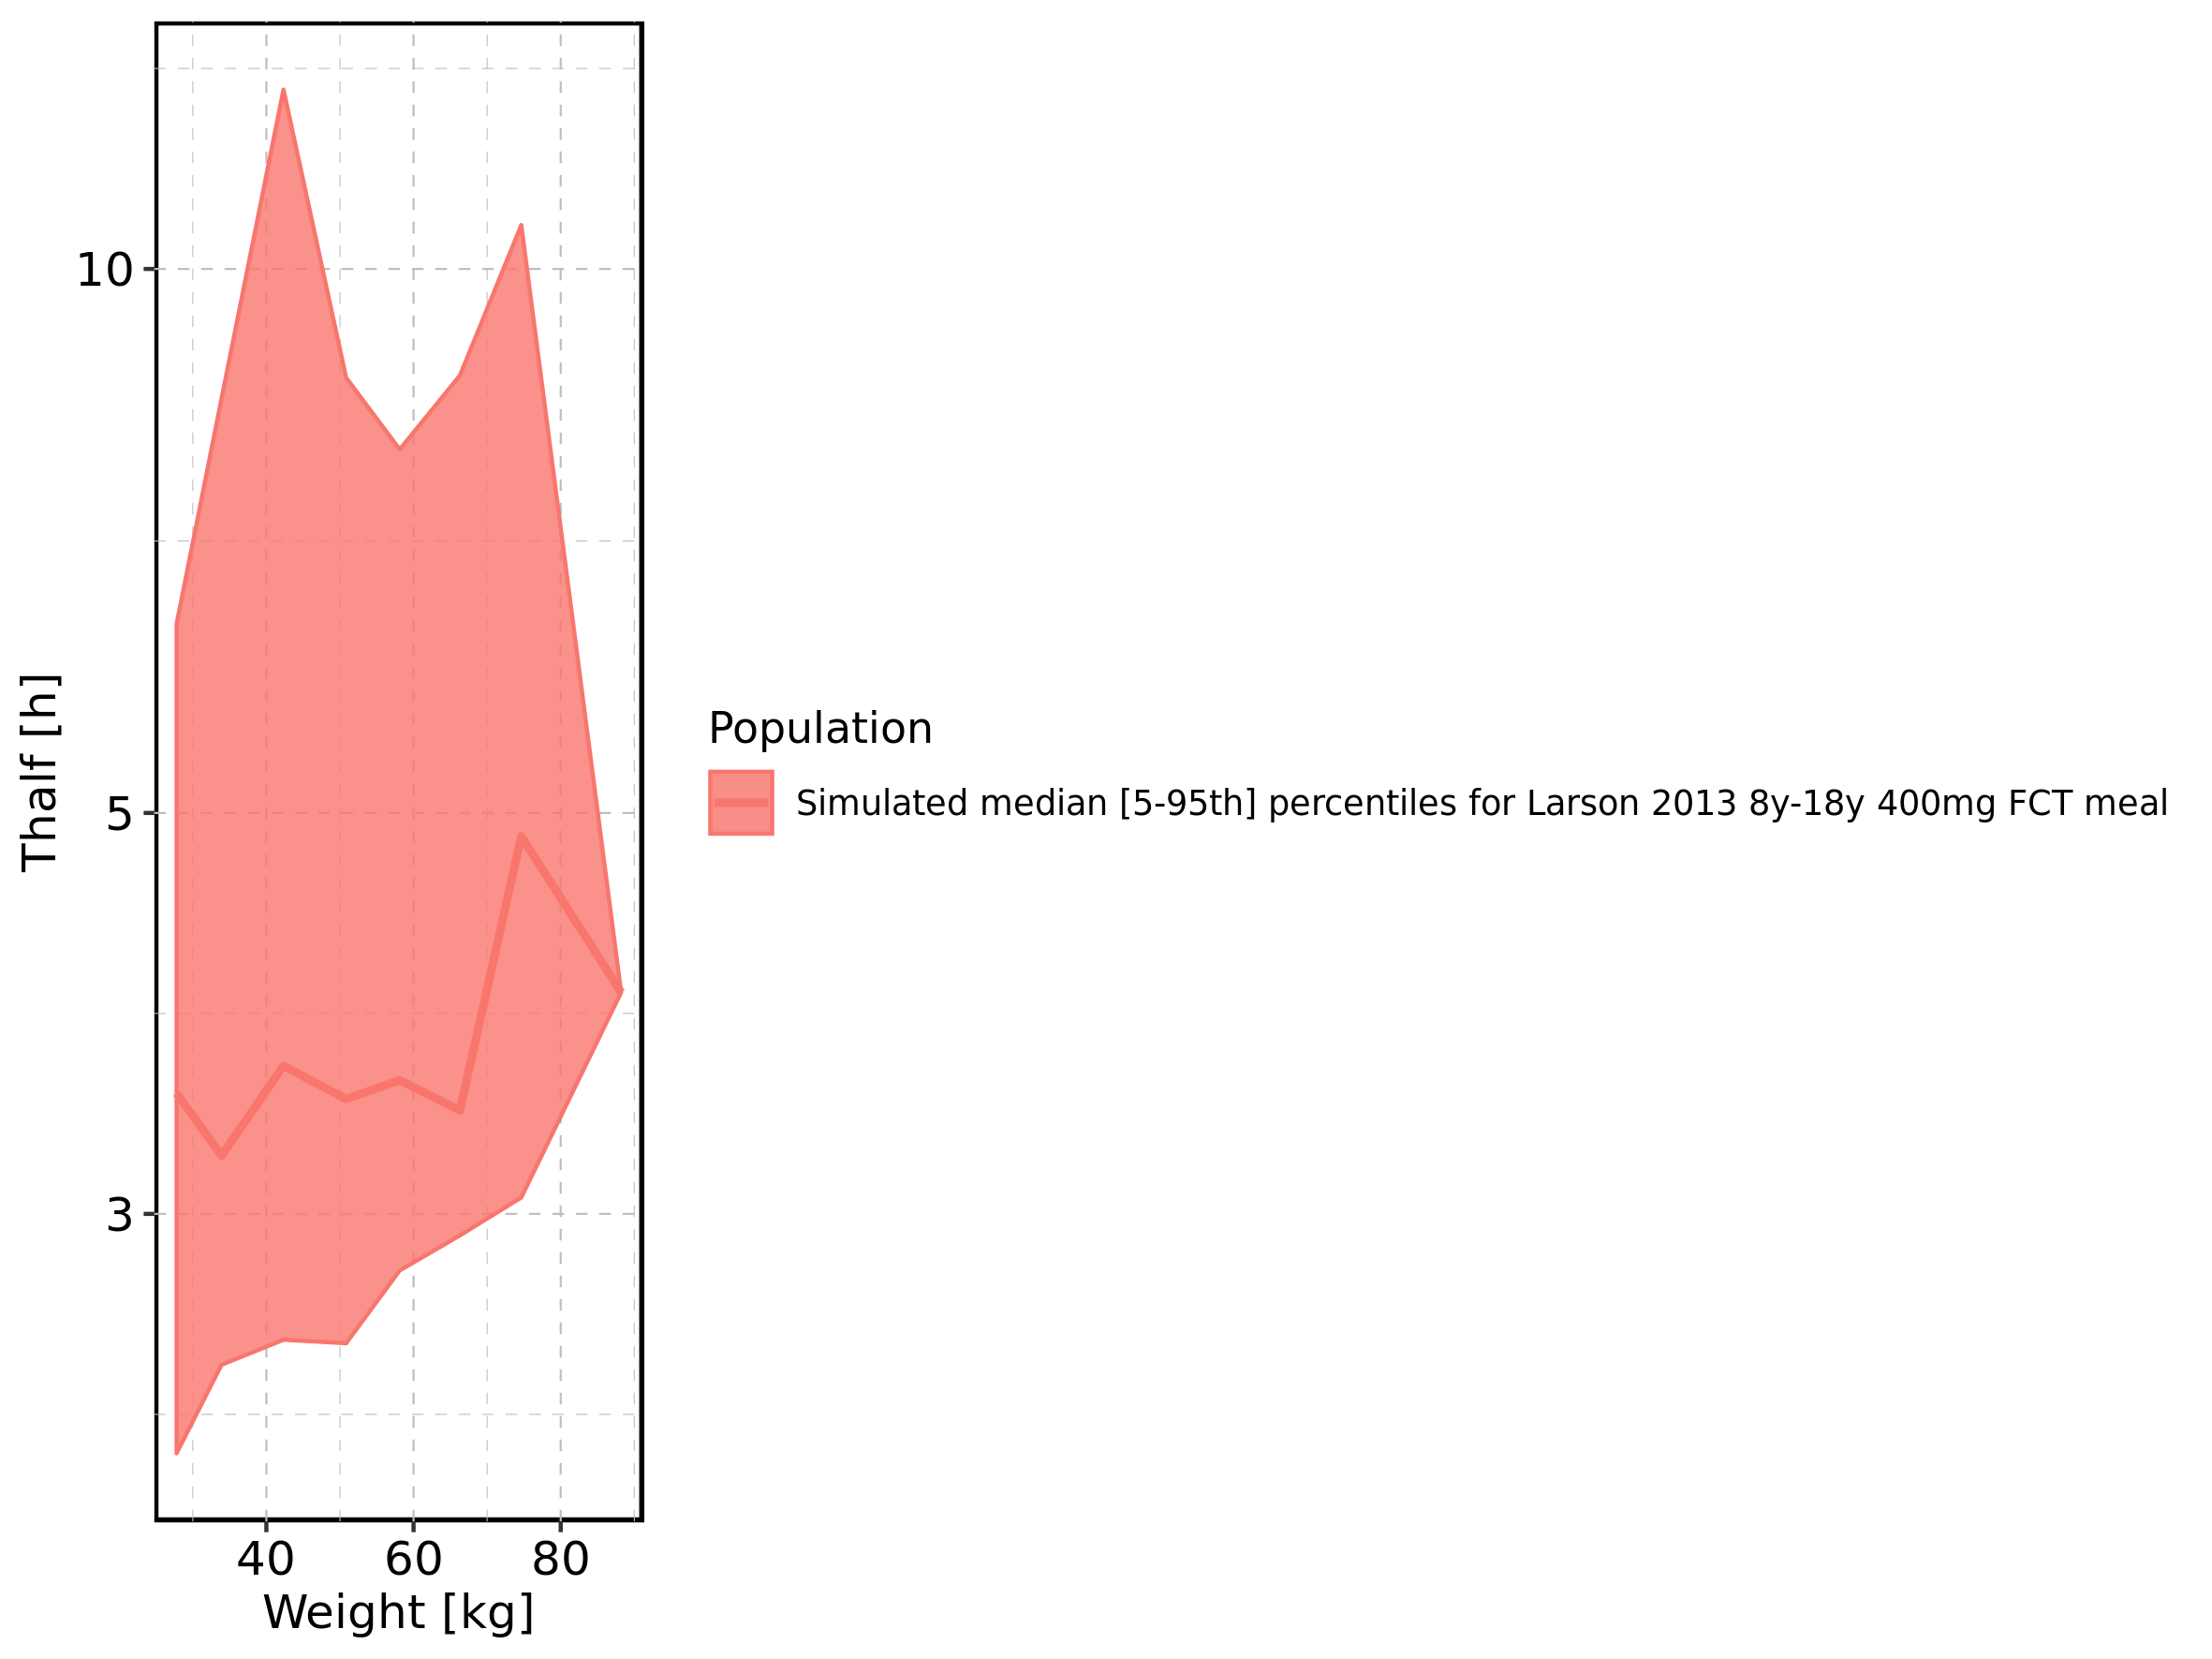 Thalf [h]
10
5
3
40 60 80
Weight [kg]
Population
Simulated median [5-95th] percentiles for Larson 2013 8y-18y 400mg FCT meal